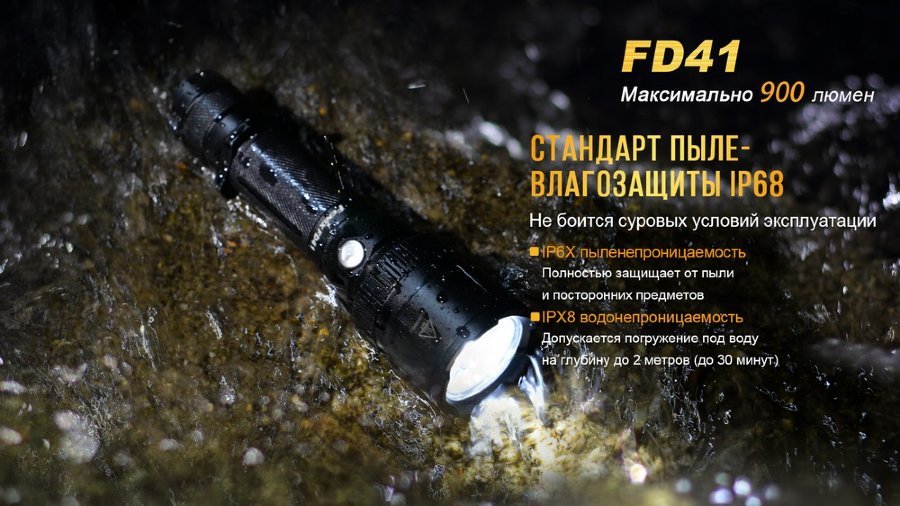 FD41
Максимально 900 люмен
СТАНДАРТ ПЫЛЕ-
ВЛАГОЗАЩИТЫ IP68
Не боится суровых условий эксплуатации
IP6X пыленепроницаемость
Полностью защищает от пыли
и посторонних предметов
IPX8 водонепроницаемость
Допускается погружение под воду
на глубину до 2 метров (до 30 минут)